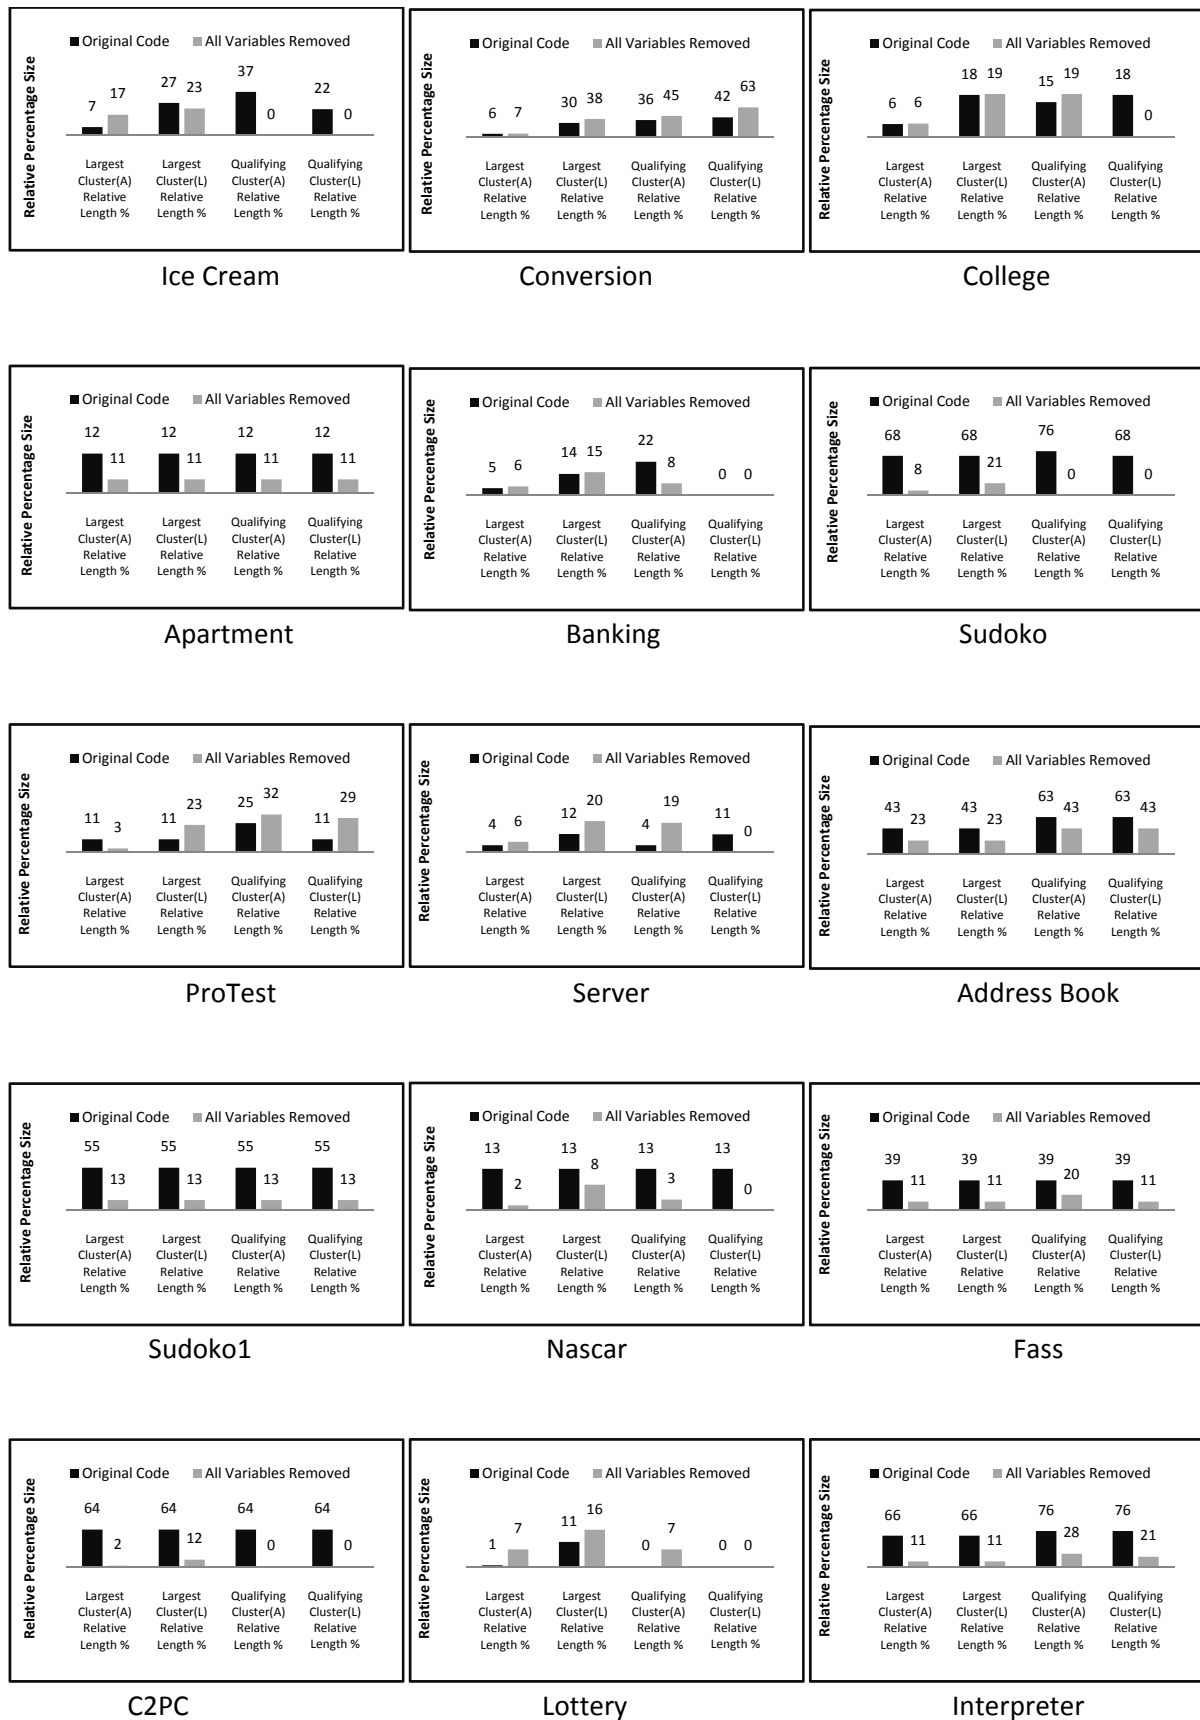 Relative Percentage Size
Original Code All Variables Removed
7 17 27 23 37 0 22 0
Largest Largest Qualifying Qualifying
Cluster(A) Cluster(L) Cluster(A) Cluster(L)
Relative Relative Relative Relative
Length % Length % Length % Length %
Ice Cream
Relative Percentage Size
Original Code All Variables Removed
6 7 30 38 36 45 42 63
Largest Largest Qualifying Qualifying
Cluster(A) Cluster(L) Cluster(A) Cluster(L)
Relative Relative Relative Relative
Length % Length % Length % Length %
Conversion
Relative Percentage Size
Original Code All Variables Removed
6 6 18 19 15 19 18 0
Largest Largest Qualifying Qualifying
Cluster(A) Cluster(L) Cluster(A) Cluster(L)
Relative Relative Relative Relative
Length % Length % Length % Length %
College
Relative Percentage Size
Original Code All Variables Removed
12 11 12 11 12 11 12 11
Largest Largest Qualifying Qualifying
Cluster(A) Cluster(L) Cluster(A) Cluster(L)
Relative Relative Relative Relative
Length % Length % Length % Length %
Apartment
Relative Percentage Size
Original Code All Variables Removed
5 6 14 15 22 8 0 0
Largest Largest Qualifying Qualifying
Cluster(A) Cluster(L) Cluster(A) Cluster(L)
Relative Relative Relative Relative
Length % Length % Length % Length %
Banking
Relative Percentage Size
Original Code All Variables Removed
68 8 68 21 76 0 68 0
Largest Largest Qualifying Qualifying
Cluster(A) Cluster(L) Cluster(A) Cluster(L)
Relative Relative Relative Relative
Length % Length % Length % Length %
Sudoko
Relative Percentage Size
Original Code All Variables Removed
11 3 11 23 25 32 11 29
Largest Largest Qualifying Qualifying
Cluster(A) Cluster(L) Cluster(A) Cluster(L)
Relative Relative Relative Relative
Length % Length % Length % Length %
ProTest
Relative Percentage Size
Original Code All Variables Removed
4 6 12 20 4 19 11 0
Largest Largest Qualifying Qualifying
Cluster(A) Cluster(L) Cluster(A) Cluster(L)
Relative Relative Relative Relative
Length % Length % Length % Length %
Server
Relative Percentage Size
Original Code All Variables Removed
43 23 43 23 63 43 63 43
Largest Largest Qualifying Qualifying
Cluster(A) Cluster(L) Cluster(A) Cluster(L)
Relative Relative Relative Relative
Length % Length % Length % Length %
Address Book
Relative Percentage Size
Original Code All Variables Removed
55 13 55 13 55 13 55 13
Largest Largest Qualifying Qualifying
Cluster(A) Cluster(L) Cluster(A) Cluster(L)
Relative Relative Relative Relative
Length % Length % Length % Length %
Sudoko1
Relative Percentage Size
Original Code All Variables Removed
13 2 13 8 13 3 13 0
Largest Largest Qualifying Qualifying
Cluster(A) Cluster(L) Cluster(A) Cluster(L)
Relative Relative Relative Relative
Length % Length % Length % Length %
Nascar
Relative Percentage Size
Original Code All Variables Removed
39 11 39 11 39 20 39 11
Largest Largest Qualifying Qualifying
Cluster(A) Cluster(L) Cluster(A) Cluster(L)
Relative Relative Relative Relative
Length % Length % Length % Length %
Fass
Relative Percentage Size
Original Code All Variables Removed
64 2 64 12 64 0 64 0
Largest Largest Qualifying Qualifying
Cluster(A) Cluster(L) Cluster(A) Cluster(L)
Relative Relative Relative Relative
Length % Length % Length % Length %
C2PC
Relative Percentage Size
Original Code All Variables Removed
1 7 11 16 0 7 0 0
Largest Largest Qualifying Qualifying
Cluster(A) Cluster(L) Cluster(A) Cluster(L)
Relative Relative Relative Relative
Length % Length % Length % Length %
Lottery
Relative Percentage Size
Original Code All Variables Removed
66 11 66 11 76 28 76 21
Largest Largest Qualifying Qualifying
Cluster(A) Cluster(L) Cluster(A) Cluster(L)
Relative Relative Relative Relative
Length % Length % Length % Length %
Interpreter